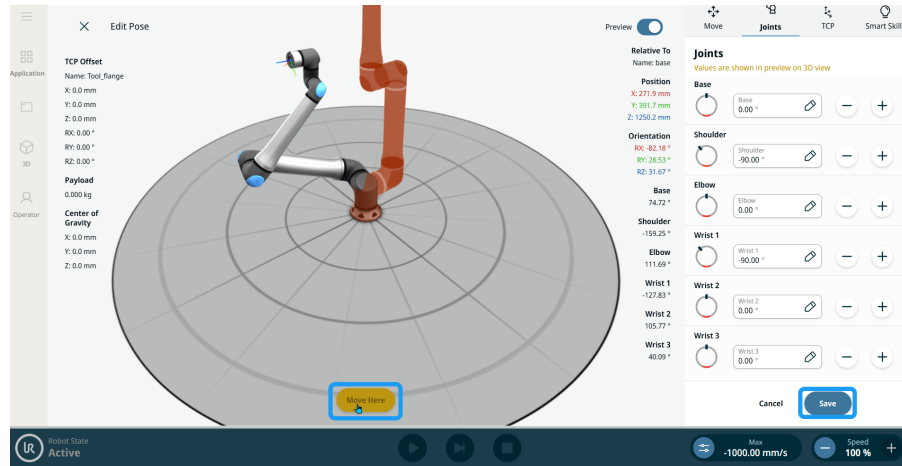 Edit Pose
Preview
Application
3D
Operator
TCP Offset
Name: Tool_flange
X: 0.0 mm
Y: 0.0 mm
Z: 0.0 mm
RX: 0.00 °
RY: 0.00 °
RZ: 0.00 °
Payload
0.000 kg
Center of
Gravity
X: 0.0 mm
Y: 0.0 mm
Z: 0.0 mm
Relative To
Name: base
Position
X: 271.9 mm
Y: 391.7 mm
Z: 1250.2 mm
Orientation
RX: -82.18 °
RY: 28.53 °
RZ: 31.67 °
Base
74.72 °
Shoulder
-159.25 °
Elbow
111.69 °
Wrist 1
-127.83 °
Wrist 2
105.77 °
Wrist 3
40.09 °
Move Here
Move
Joints
TCP
Smart Skill
Joints
Values are shown in preview on 3D view
Base
Base
0.00 °
Shoulder
Shoulder
-90.00 °
Elbow
Elbow
0.00 °
Wrist 1
Wrist 1
-90.00 °
Wrist 2
Wrist 2
0.00 °
Wrist 3
Wrist 3
0.00 °
Cancel
Save
UR
Robot State
Active
Max
-1000.00 mm/s
Speed
100 %